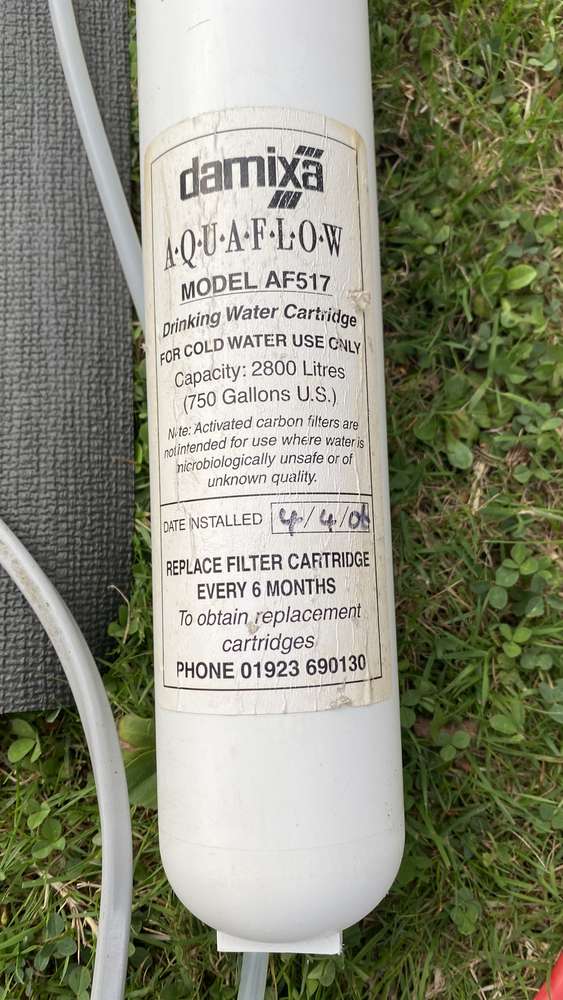 damixa
A·Q·U·A·F·L·O·W
MODEL AF517
Drinking Water Cartridge
FOR COLD WATER USE ONLY
Capacity: 2800 Litres
(750 Gallons U.S.)
Note: Activated carbon filters are
not intended for use where water is
microbiologically unsafe or of
unknown quality.
DATE INSTALLED 4/4/06
REPLACE FILTER CARTRIDGE
EVERY 6 MONTHS
To obtain replacement
cartridges
PHONE 01923 690130